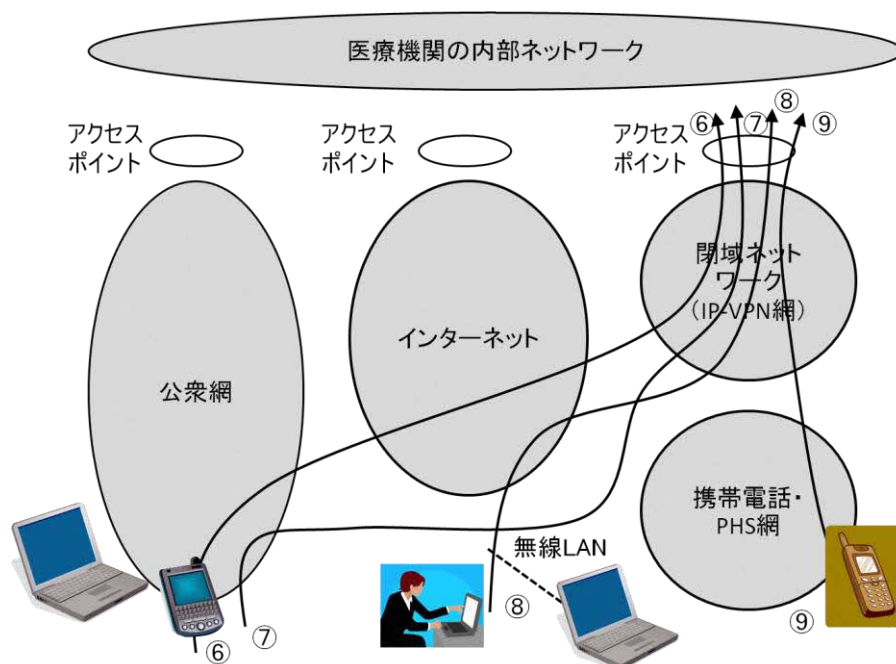 医療機関の内部ネットワーク
アクセス
ポイント
アクセス
ポイント
アクセス
ポイント
⑥
⑦
⑧
⑨
閉域ネット
ワーク
（IP-VPN網）
インターネット
公衆網
携帯電話・
PHS網
無線LAN
⑥
⑦
⑧
⑨